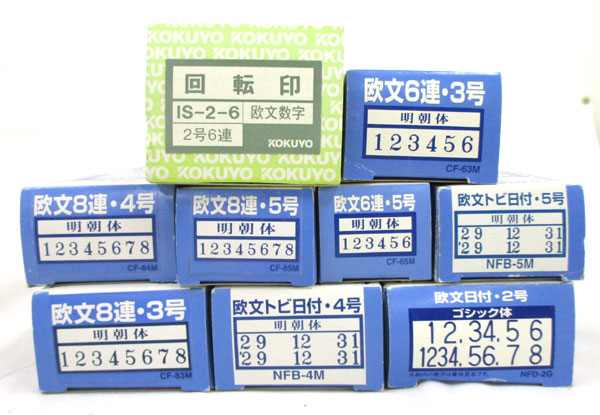 KOKUYO
回転印
IS-2-6
欧文数字
2号6連
KOKUYO
欧文6連・3号
明朝体
123456
CF-63M
欧文8連・4号
明朝体
12345678
CF-84M
欧文8連・5号
明朝体
12345678
CF-85M
欧文6連・5号
明朝体
123456
CF-65M
欧文トビ日付・5号
明朝体
'29 12 31
'29 12 31
NFB-5M
欧文8連・3号
明朝体
12345678
CF-83M
欧文トビ日付・4号
明朝体
29 12 31
'29 12 31
NFB-4M
欧文日付・2号
ゴシック体
12.34.56
1234.56.78
NFD-2G